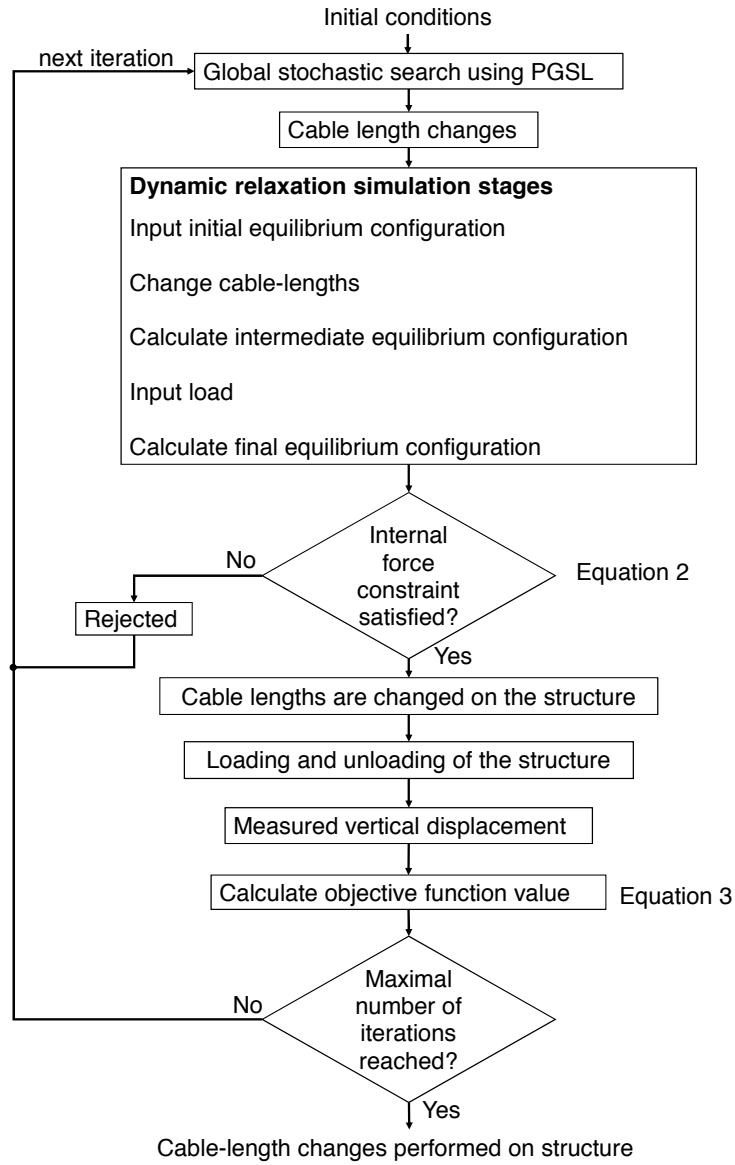 Initial conditions
next iteration
Global stochastic search using PGSL
Cable length changes
Dynamic relaxation simulation stages
Input initial equilibrium configuration
Change cable-lengths
Calculate intermediate equilibrium configuration
Input load
Calculate final equilibrium configuration
Internal
force
constraint
satisfied?
No
Equation 2
Rejected
Yes
Cable lengths are changed on the structure
Loading and unloading of the structure
Measured vertical displacement
Calculate objective function value
Equation 3
Maximal
number of
iterations
reached?
No
Yes
Cable-length changes performed on structure